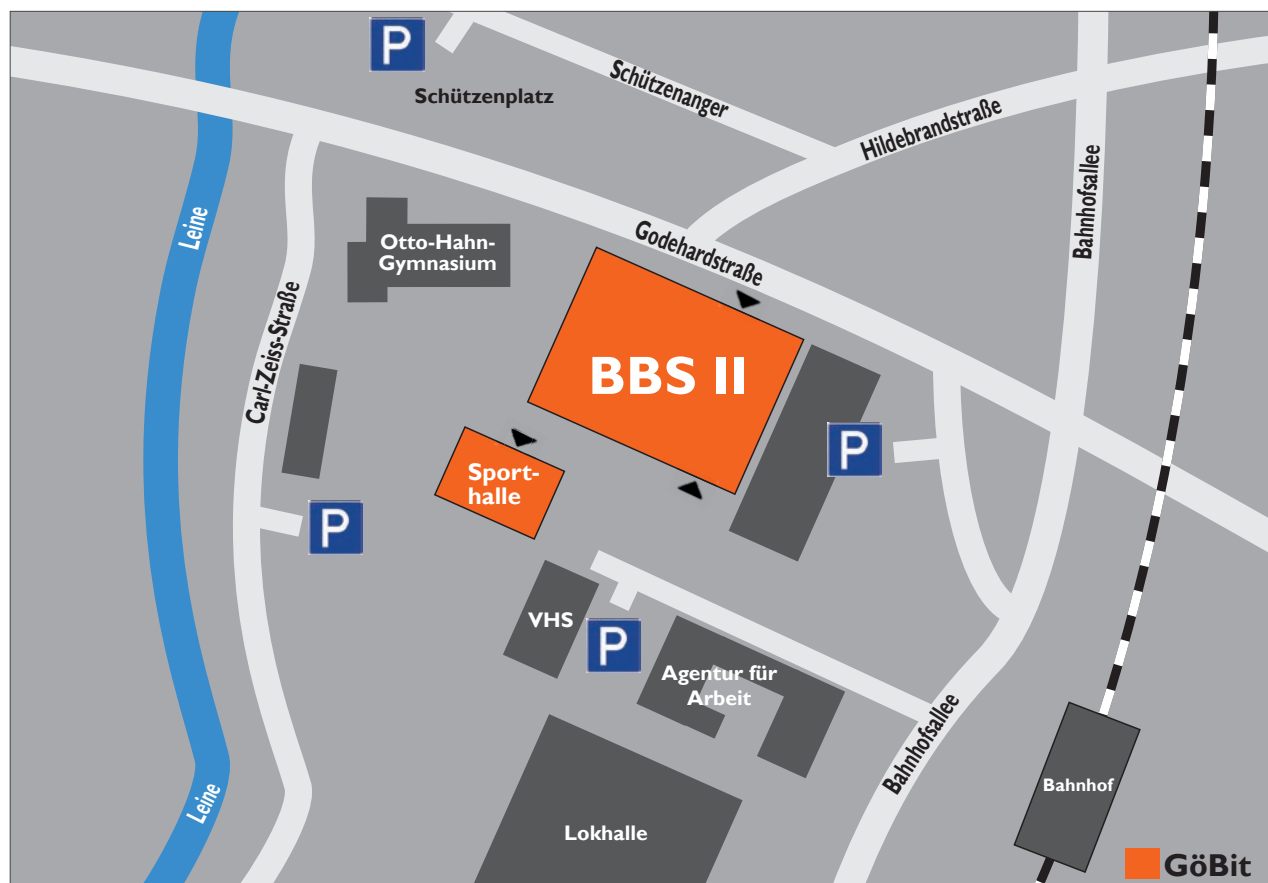 P
Schützenplatz
Schützenanger
Hildebrandstraße
Bahnhofsallee
Leine
Otto-Hahn-
Gymnasium
Godehardstraße
Carl-Zeiss-Straße
BBS II
P
Sport-
halle
P
VHS
P
Agentur für
Arbeit
Bahnhofsallee
Leine
Lokhalle
Bahnhof
GöBit